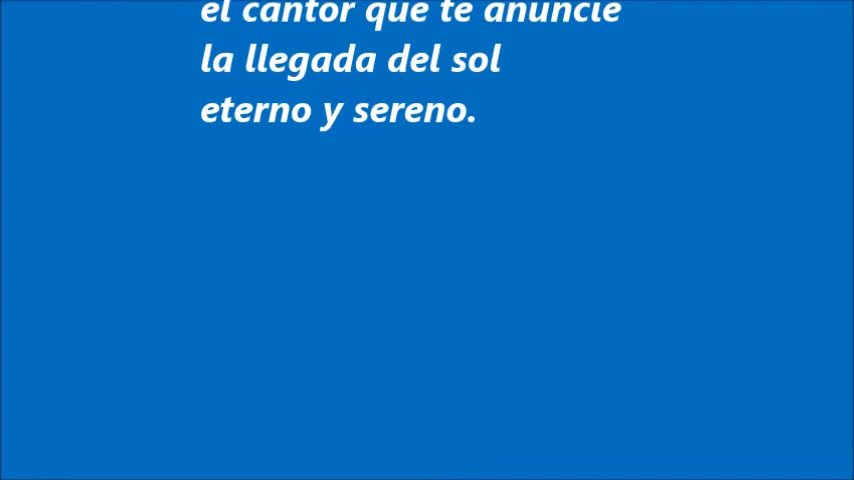 el cantor que te anuncie
la llegada del sol
eterno y sereno.